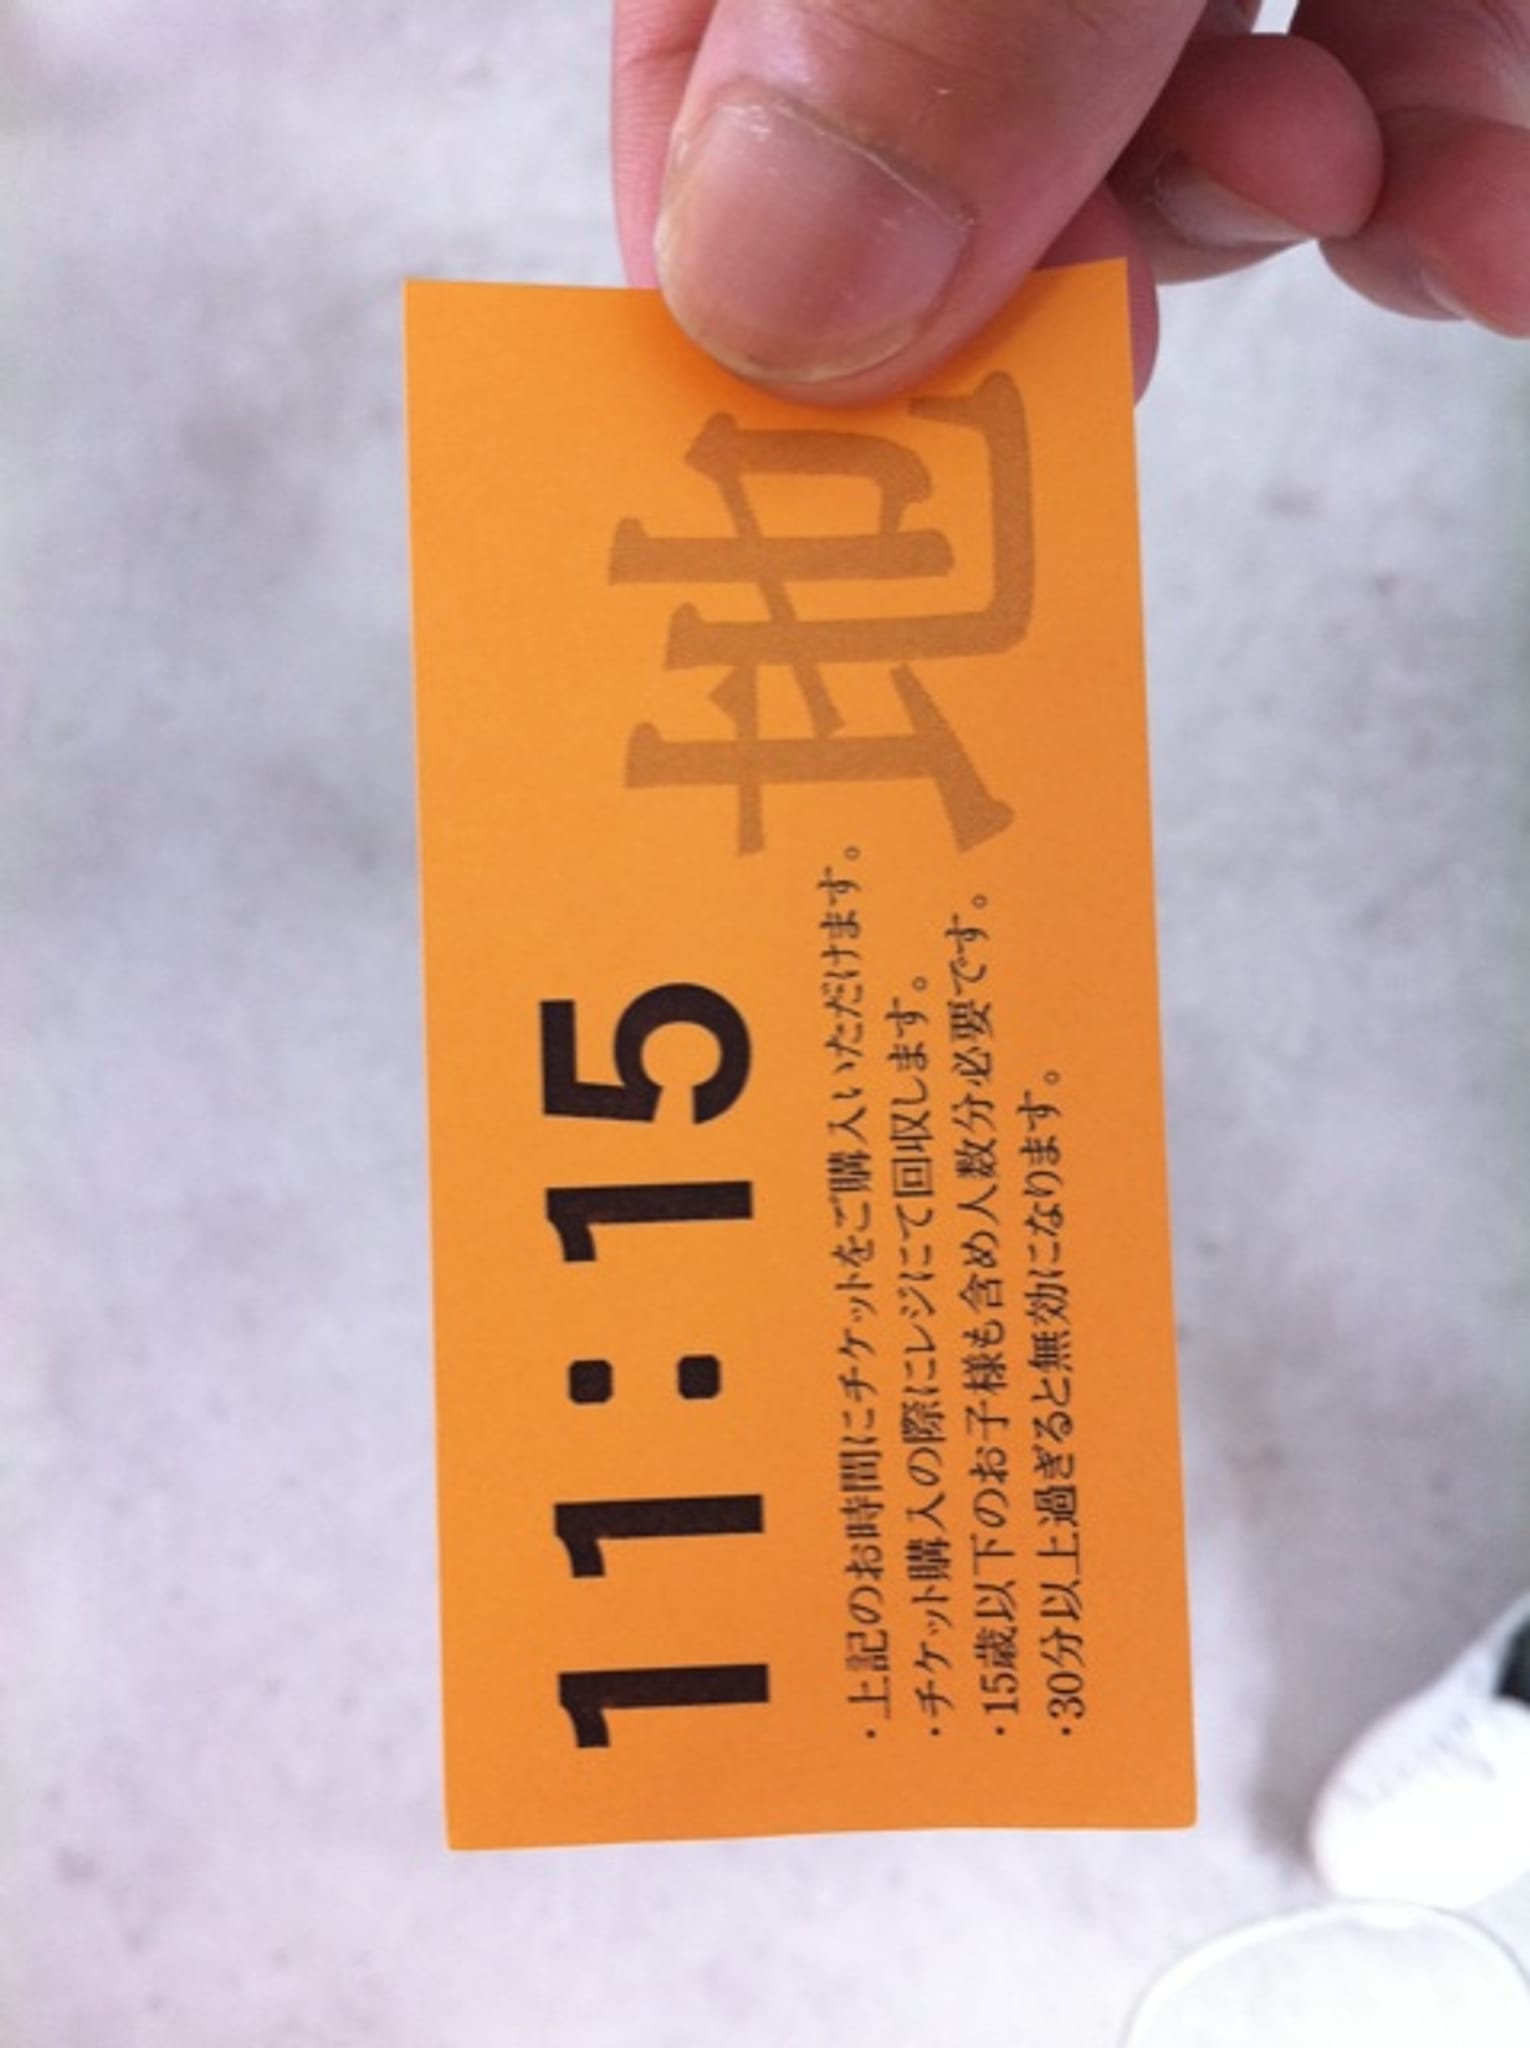 11:15
地
・上記のお時間にチケットをご購入いただけます。
・チケット購入の際にレジにて回収します。
・15歳以下のお子様も含め人数分必要です。
・30分以上過ぎると無効になります。